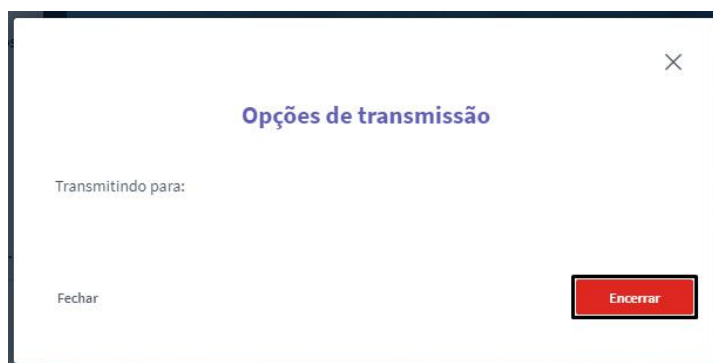 Opções de transmissão
Transmitindo para:
Fechar
Encerrar